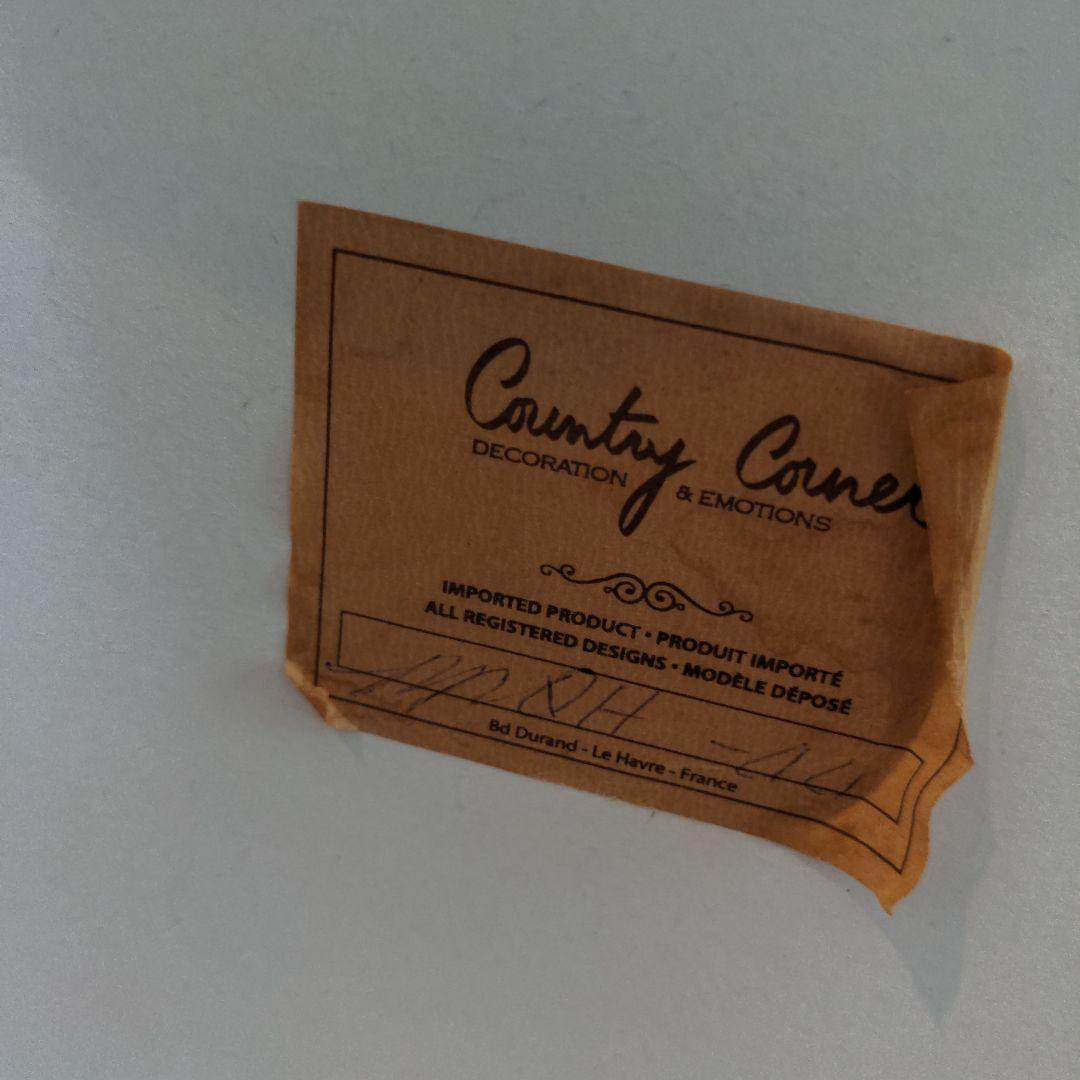 Country Corner
DECORATION & EMOTIONS
IMPORTED PRODUCT • PRODUIT IMPORTÉ
ALL REGISTERED DESIGNS • MODÈLE DÉPOSÉ
Bd Durand - Le Havre - France